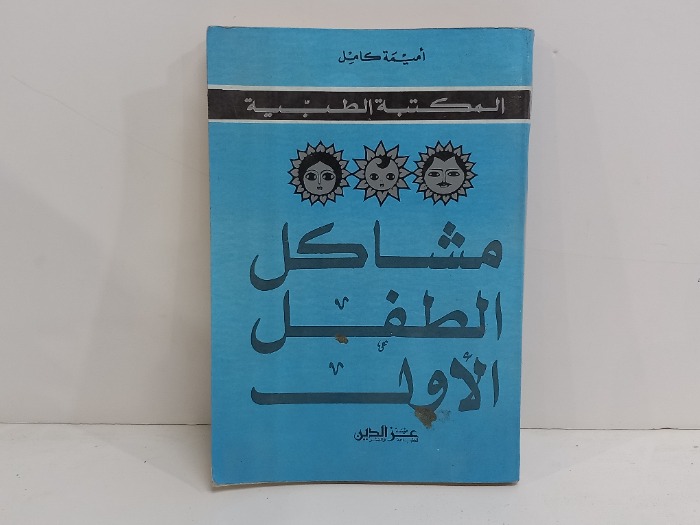 أميمة كامل
المكتبة الطبية
مشاكل
الطفل
الأول
عز الدين